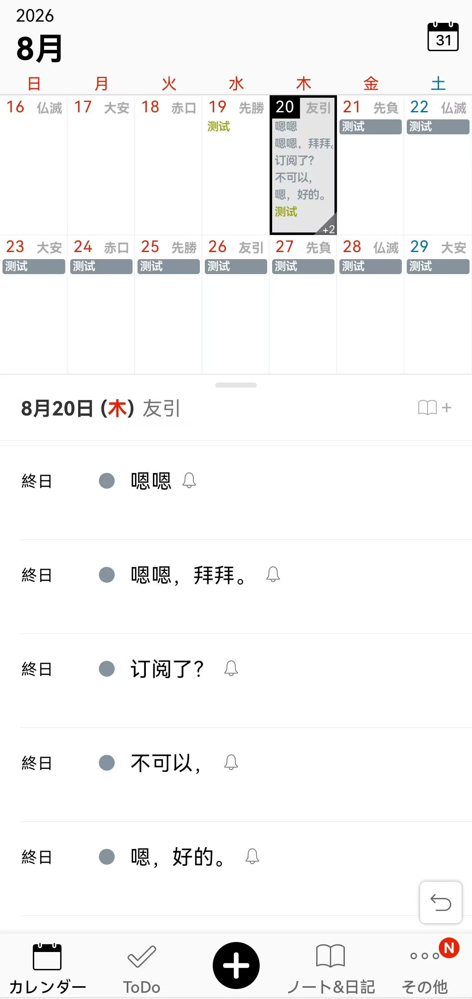 2026
8月
31
日 月 火 水 木 金 土
16 仏滅 17 大安 18 赤口 19 先勝 20 友引 21 先負 22 仏滅
测试 嗯嗯 测试 测试
嗯嗯，拜拜。
订阅了？
不可以，
嗯，好的。
测试
+2
23 大安 24 赤口 25 先勝 26 友引 27 先負 28 仏滅 29 大安
测试 测试 测试 测试 测试 测试 测试
8月20日 (木) 友引
終日 嗯嗯
終日 嗯嗯，拜拜。
終日 订阅了？
終日 不可以，
終日 嗯，好的。
N
カレンダー ToDo ノート&日記 その他